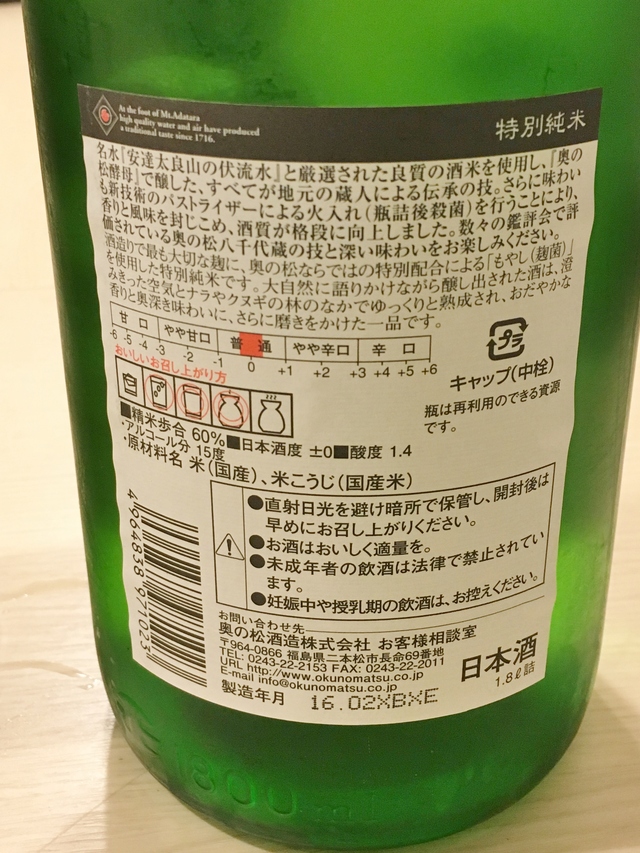 At the foot of Mt.Adatara
high quality water and air have produced
a traditional taste since 1716.
特別純米
名水『安達太良山の伏流水』と厳選された良質の酒米を使用し、『奥の
松酵母』で醸した、すべてが地元の蔵人による伝承の技。さらに味わい
も新技術のパストライザーによる火入れ(瓶詰後殺菌)を行うことにより、
香りと風味を封じこめ、酒質が格段に向上しました。数々の鑑評会で評
価されている奥の松八千代蔵の技と深い味わいをお楽しみください。
酒造りで最も大切な麹に、奥の松ならではの特別配合による「もやし(麹菌)」
を使用した特別純米です。大自然に語りかけながら醸し出された酒は、澄
みきった空気とナラやクヌギの林のなかでゆっくりと熟成され、おだやかな
香りと奥深き味わいに、さらに磨きをかけた一品です。
甘 口 やや甘口 普 通 やや辛口 辛 口
-6 -5 -4 -3 -2 -1 0 +1 +2 +3 +4 +5 +6
おいしいお召し上がり方
プラ
キャップ(中栓)
瓶は再利用のできる資源
です。
■精米歩合 60%■日本酒度 ±0■酸度 1.4
・アルコール分 15度
・原材料名 米(国産)、米こうじ(国産米)
●直射日光を避け暗所で保管し、開封後は
早めにお召し上がりください。
●お酒はおいしく適量を。
●未成年者の飲酒は法律で禁止されてい
ます。
●妊娠中や授乳期の飲酒は、お控えください。
4964838971023
お問い合わせ先
奥の松酒造株式会社 お客様相談室
〒964-0866 福島県二本松市長命69番地
TEL: 0243-22-2153 FAX: 0243-22-2011
URL http://www.okunomatsu.co.jp
E-mail info@okunomatsu.co.jp
日本酒
1.8ℓ詰
製造年月 16.02XBXE
1800